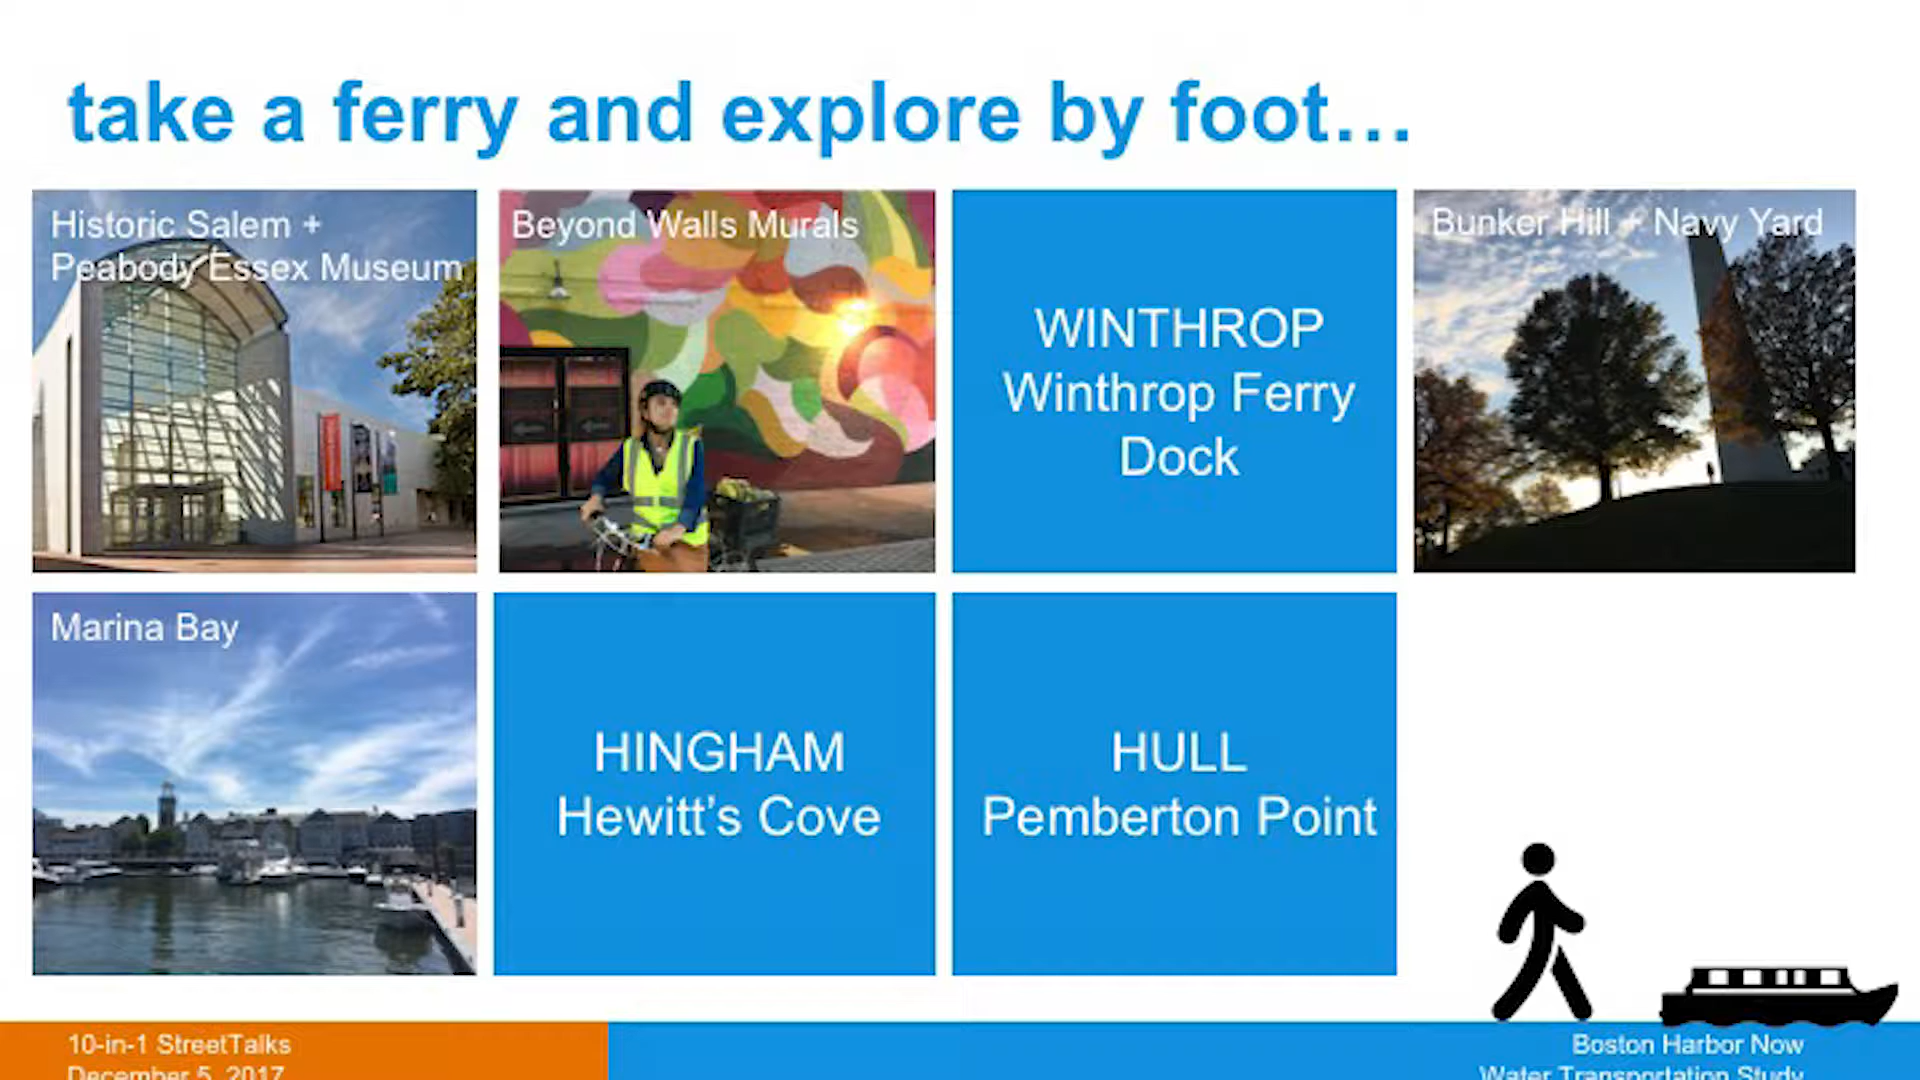 take a ferry and explore by foot…
Historic Salem +
Peabody Essex Museum
Beyond Walls Murals
WINTHROP
Winthrop Ferry
Dock
Bunker Hill + Navy Yard
Marina Bay
HINGHAM
Hewitt’s Cove
HULL
Pemberton Point
10-in-1 StreetTalks
December 5, 2017
Boston Harbor Now
Water Transportation Study